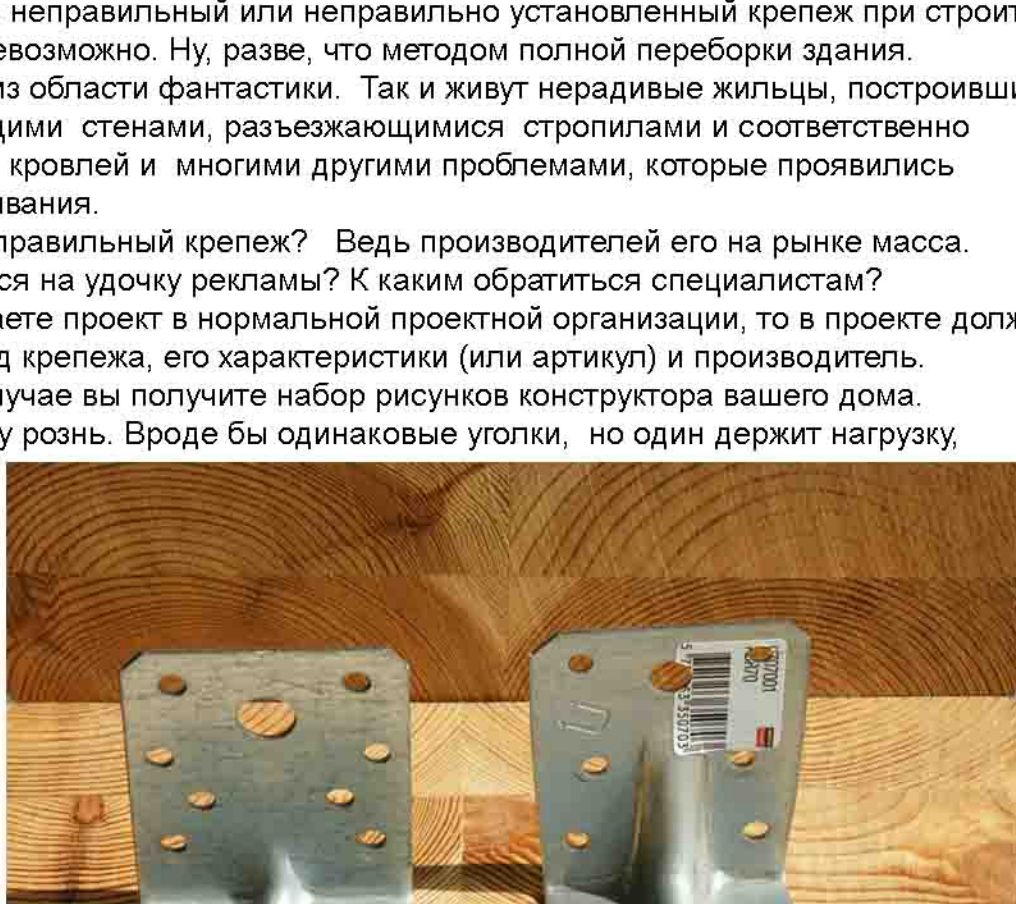 неправильный или неправильно установленный крепеж при строит
евозможно. Ну, разве, что методом полной переборки здания.
из области фантастики. Так и живут нерадивые жильцы, построивши
щими стенами, разъезжающимися стропилами и соответственно
кровлей и многими другими проблемами, которые проявились
ивания.
правильный крепеж? Ведь производителей его на рынке масса.
ся на удочку рекламы? К каким обратиться специалистам?
аете проект в нормальной проектной организации, то в проекте долж
д крепежа, его характеристики (или артикул) и производитель.
лучае вы получите набор рисунков конструктора вашего дома.
у рознь. Вроде бы одинаковые уголки, но один держит нагрузку,